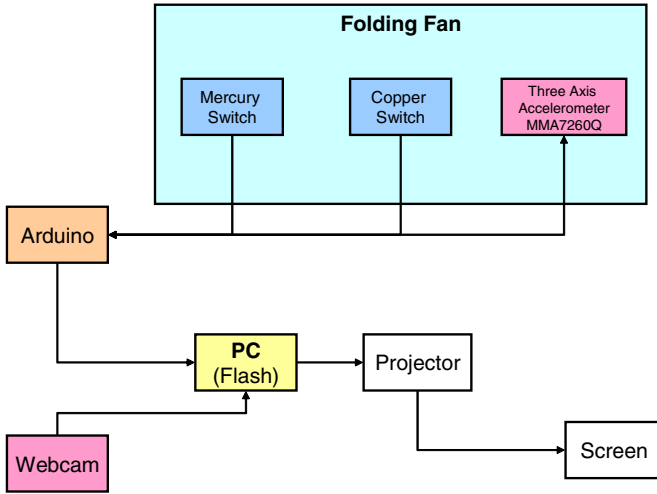 Folding Fan
Mercury
Switch
Copper
Switch
Three Axis
Accelerometer
MMA7260Q
Arduino
PC
(Flash)
Projector
Webcam
Screen